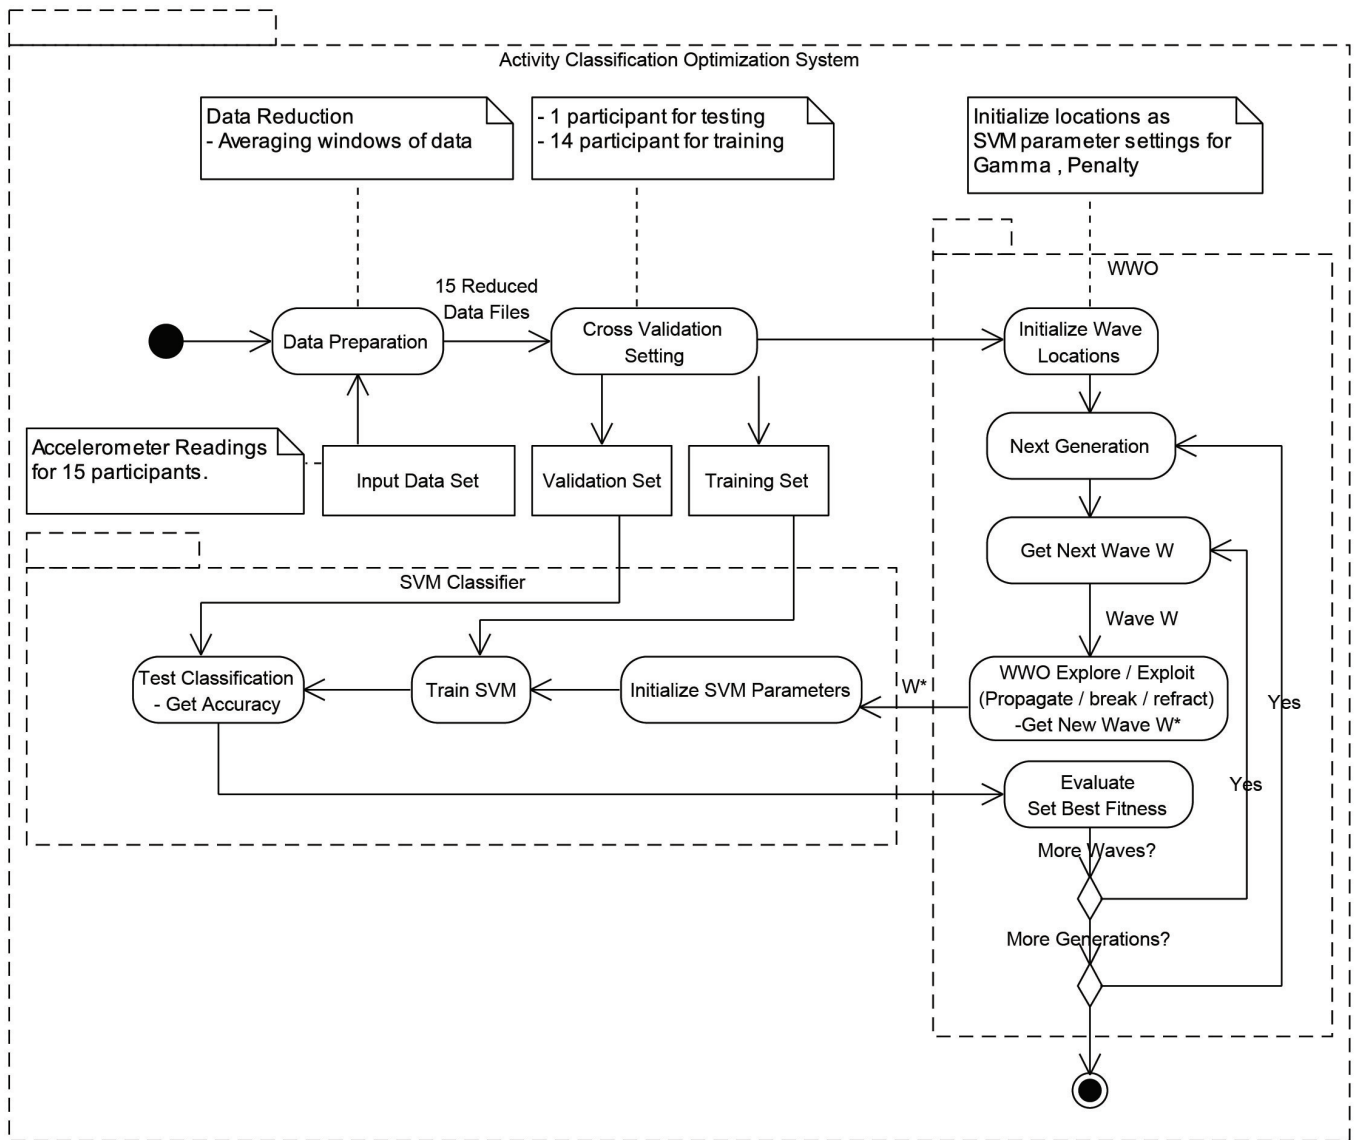 Activity Classification Optimization System
Data Reduction
- Averaging windows of data
- 1 participant for testing
- 14 participant for training
Initialize locations as
SVM parameter settings for
Gamma , Penalty
WWO
15 Reduced
Data Files
Data Preparation
Cross Validation
Setting
Initialize Wave
Locations
Accelerometer Readings
for 15 participants.
Input Data Set
Validation Set
Training Set
Next Generation
Get Next Wave W
SVM Classifier
Wave W
Test Classification
- Get Accuracy
Train SVM
Initialize SVM Parameters
W*
WWO Explore / Exploit
(Propagate / break / refract)
-Get New Wave W*
Yes
Yes
Evaluate
Set Best Fitness
More Waves?
More Generations?